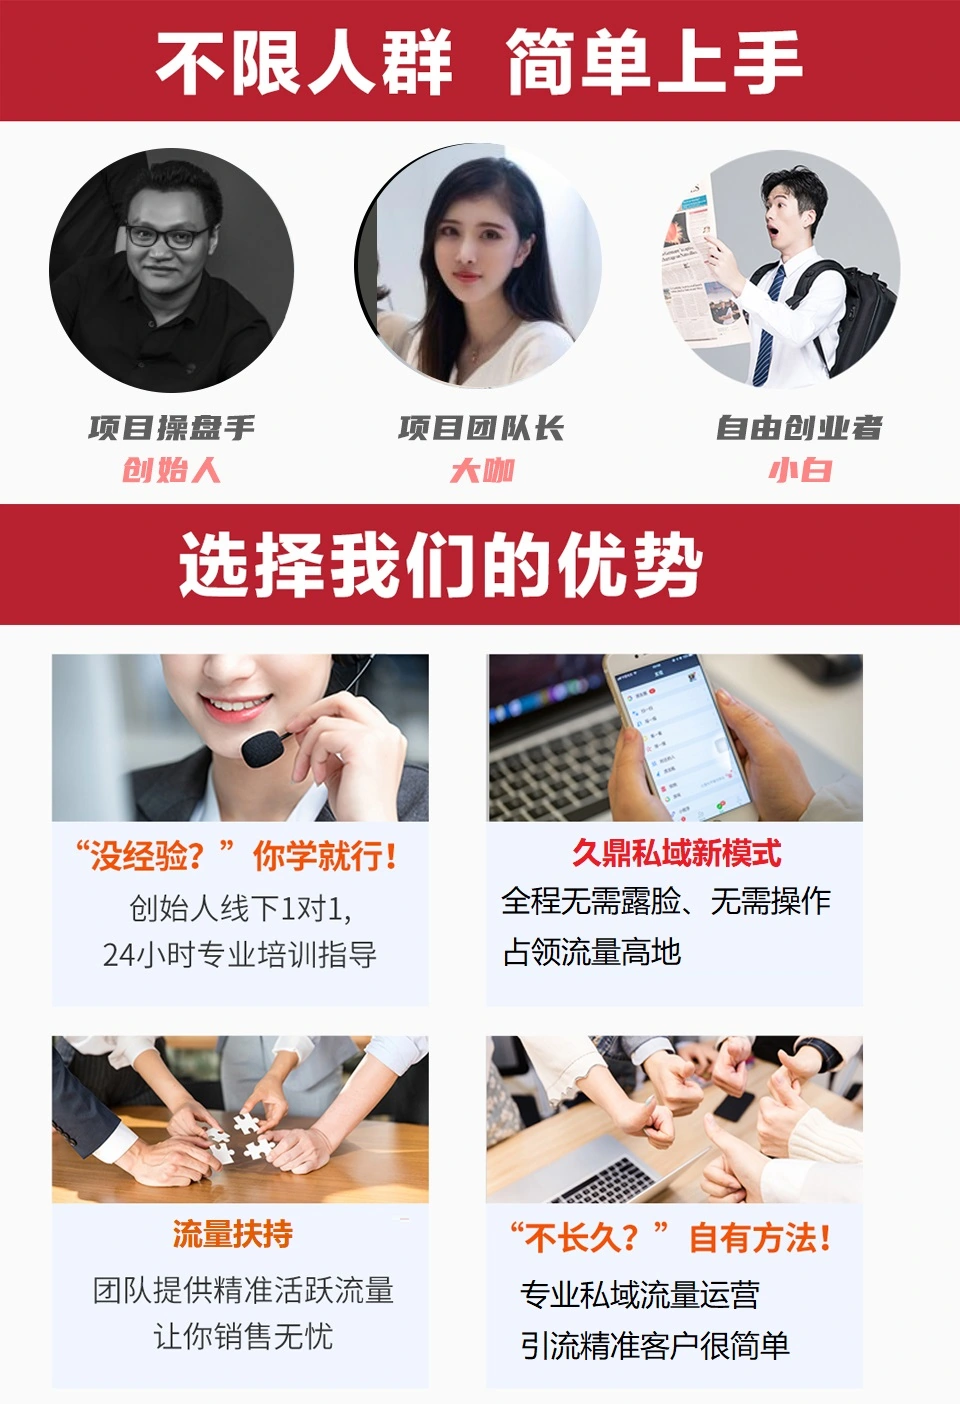 不限人群 简单上手
项目操盘手
创始人
项目团队长
大咖
自由创业者
小白
选择我们的优势
“没经验？”你学就行！
创始人线下1对1,
24小时专业培训指导
久鼎私域新模式
全程无需露脸、无需操作
占领流量高地
流量扶持
团队提供精准活跃流量
让你销售无忧
“不长久？”自有方法！
专业私域流量运营
引流精准客户很简单